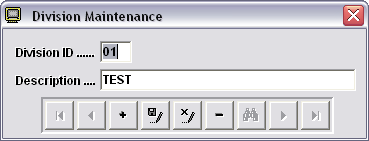 Division Maintenance
Division ID ...... 01
Description .... TEST